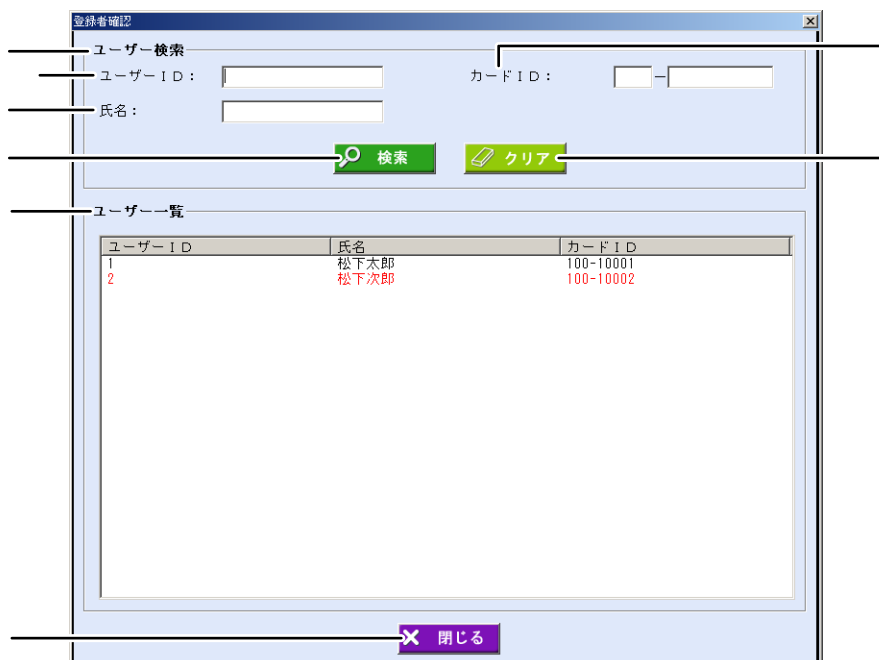 登録者確認
ユーザー検索
ユーザーID： カードID： －
氏名：
検索 クリア
ユーザー一覧
ユーザーID 氏名 カードID
1 松下太郎 100-10001
2 松下次郎 100-10002
閉じる